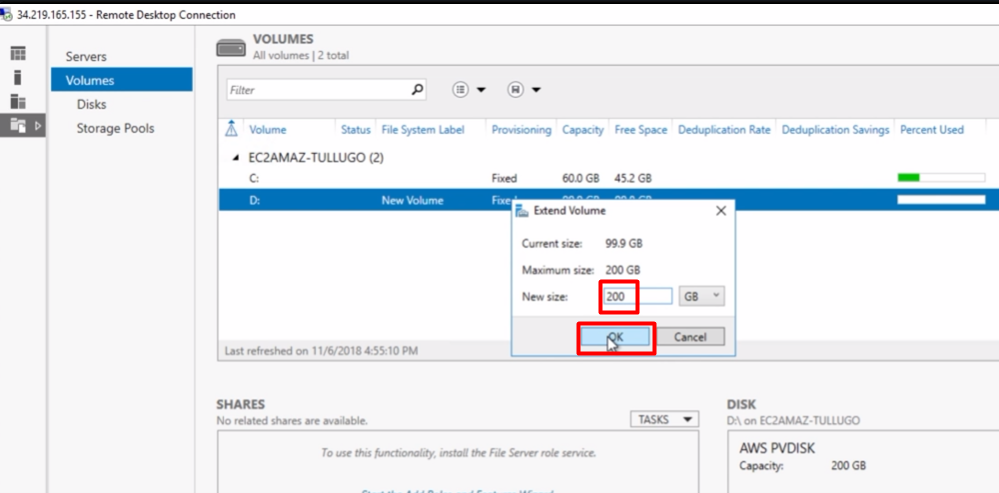 34.219.165.155 - Remote Desktop Connection
Servers
Volumes
Disks
Storage Pools
VOLUMES
All volumes | 2 total
Filter
Volume Status File System Label Provisioning Capacity Free Space Deduplication Rate Deduplication Savings Percent Used
EC2AMAZ-TULLUGO (2)
C: Fixed 60.0 GB 45.2 GB
D: New Volume
Extend Volume
Current size: 99.9 GB
Maximum size: 200 GB
New size: 200 GB
OK Cancel
Last refreshed on 11/6/2018 4:55:10 PM
SHARES
No related shares are available.
TASKS
To use this functionality, install the File Server role service.
DISK
D:\ on EC2AMAZ-TULLUGO
AWS PVDISK
Capacity: 200 GB